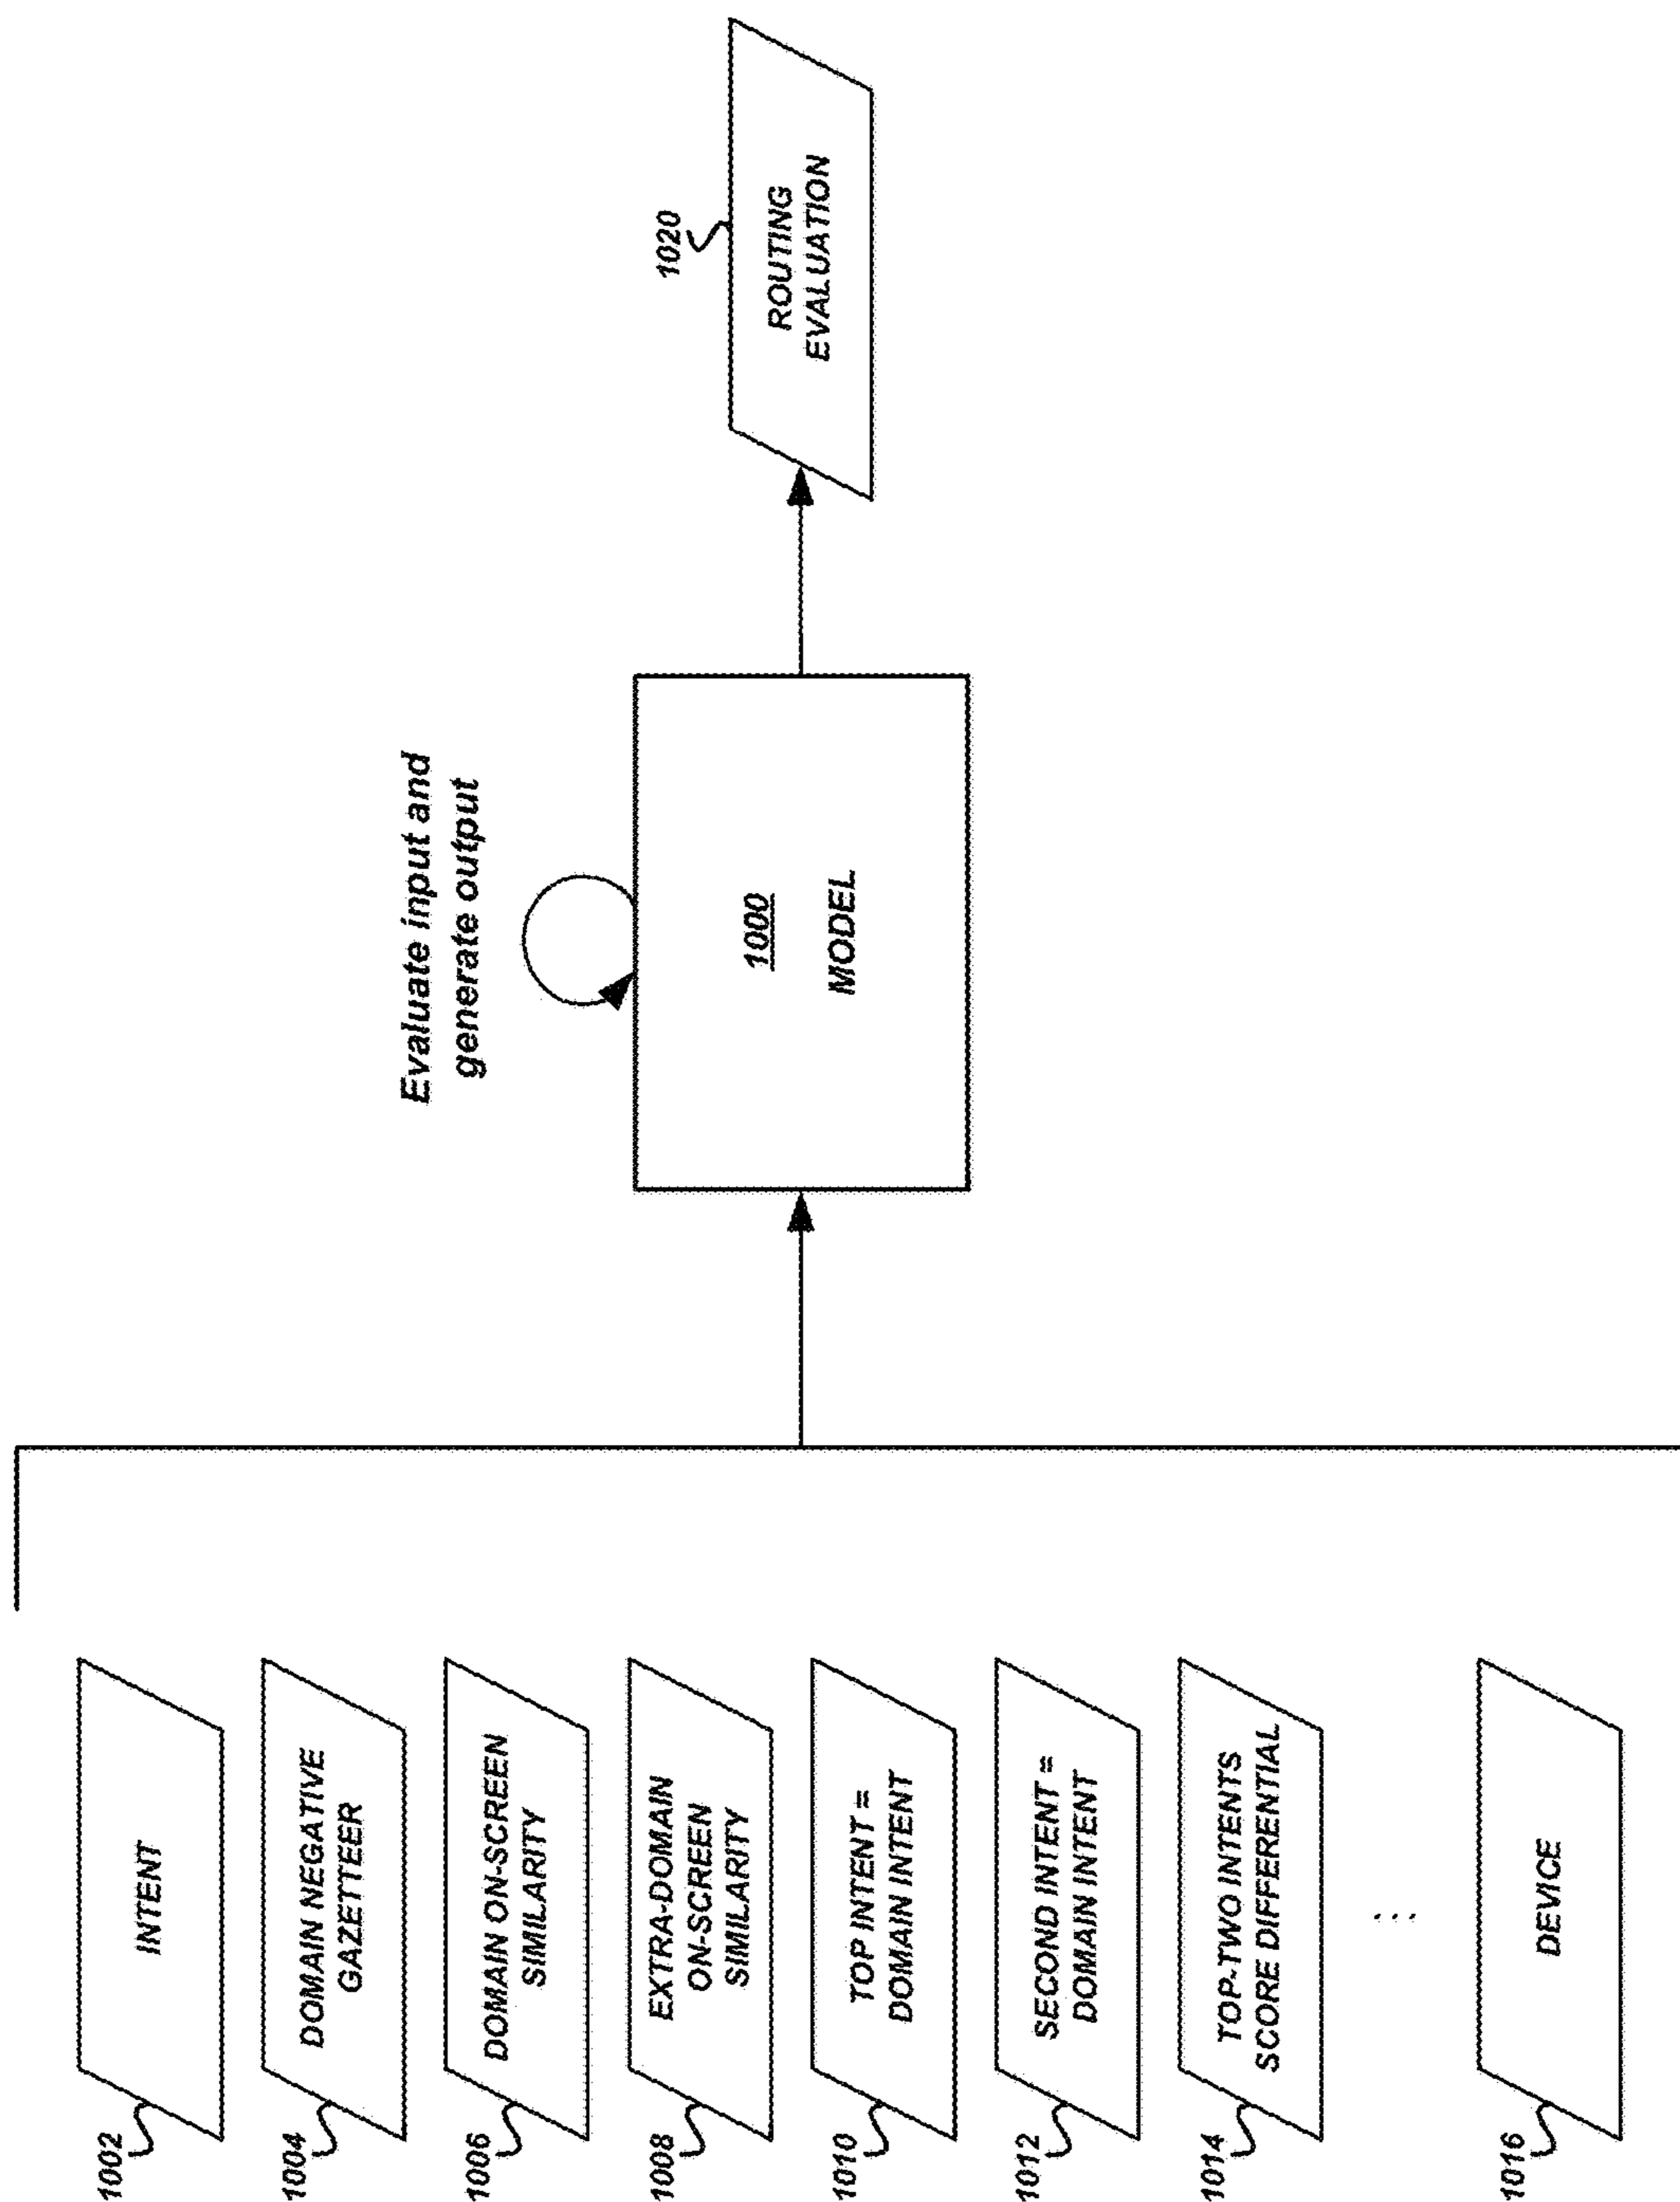 1002
INTENT
1004
DOMAIN NEGATIVE
GAZETTEER
1006
DOMAIN ON-SCREEN
SIMILARITY
1008
EXTRA-DOMAIN
ON-SCREEN
SIMILARITY
1010
TOP INTENT =
DOMAIN INTENT
1012
SECOND INTENT =
DOMAIN INTENT
1014
TOP-TWO INTENTS
SCORE DIFFERENTIAL
...
1016
DEVICE
Evaluate input and
generate output
1000
MODEL
1020
ROUTING
EVALUATION